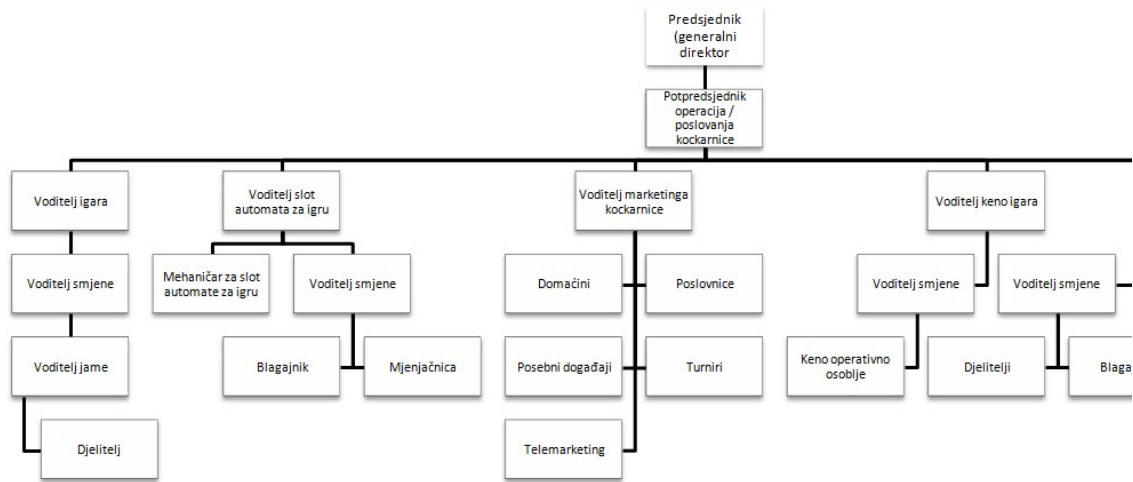 Predsjednik
(generalni
direktor
Potpredsjednik
operacija /
poslovanja
kockarnice
Voditelj igara
Voditelj slot
automata za igru
Voditelj marketinga
kockarnice
Voditelj keno igara
Voditelj smjene
Mehaničar za slot
automate za igru
Voditelj smjene
Domaćini
Poslovnice
Voditelj smjene
Voditelj smjene
Voditelj jame
Blagajnik
Mjenjačnica
Posebni događaji
Turniri
Keno operativno
osoblje
Djelitelji
Djelitelj
Telemarketing